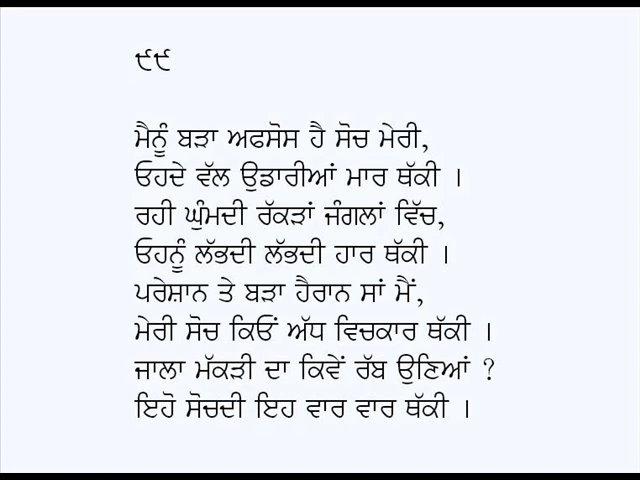 ੯੯
ਮੈਨੂੰ ਬੜਾ ਅਫਸੋਸ ਹੈ ਸੋਚ ਮੇਰੀ,
ਓਹਦੇ ਵੱਲ ਉਡਾਰੀਆਂ ਮਾਰ ਥੱਕੀ ।
ਰਹੀ ਘੁੰਮਦੀ ਰੱਕੜਾਂ ਜੰਗਲਾਂ ਵਿੱਚ,
ਓਹਨੂੰ ਲੱਭਦੀ ਲੱਭਦੀ ਹਾਰ ਥੱਕੀ ।
ਪਰੇਸ਼ਾਨ ਤੇ ਬੜਾ ਹੈਰਾਨ ਸਾਂ ਮੈਂ,
ਮੇਰੀ ਸੋਚ ਕਿਓਂ ਅੱਧ ਵਿਚਕਾਰ ਥੱਕੀ ।
ਜਾਲਾ ਮੱਕੜੀ ਦਾ ਕਿਵੇਂ ਰੱਬ ਉਣਿਆਂ ?
ਇਹੋ ਸੋਚਦੀ ਇਹ ਵਾਰ ਵਾਰ ਥੱਕੀ ।